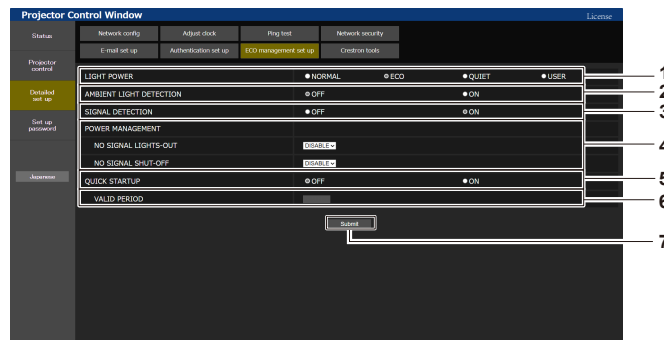 Projector Control Window
License
Status
Network config
Adjust clock
Ping test
Network security
E-mail set up
Authentication set up
ECO management set up
Crestron tools
Projector
control
Detailed
set up
Set up
password
Japanese
LIGHT POWER
NORMAL
ECO
QUIET
USER
1
AMBIENT LIGHT DETECTION
OFF
ON
2
SIGNAL DETECTION
OFF
ON
3
POWER MANAGEMENT
NO SIGNAL LIGHTS-OUT
DISABLE
4
NO SIGNAL SHUT-OFF
DISABLE
QUICK STARTUP
OFF
ON
5
VALID PERIOD
6
Submit
7